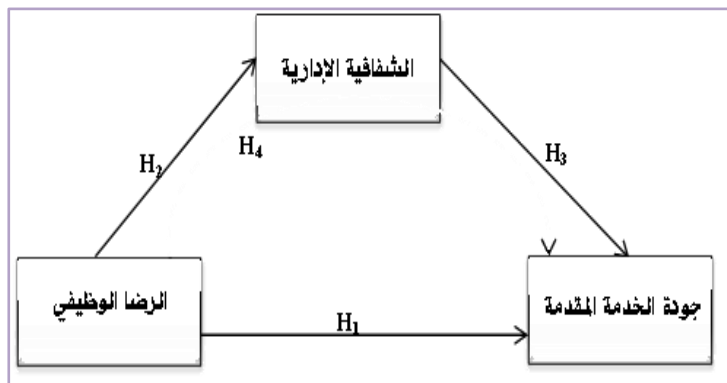 الشفافية الإدارية
H₄
H₂
H₃
الرضا الوظيفي
جودة الخدمة المقدمة
H₁